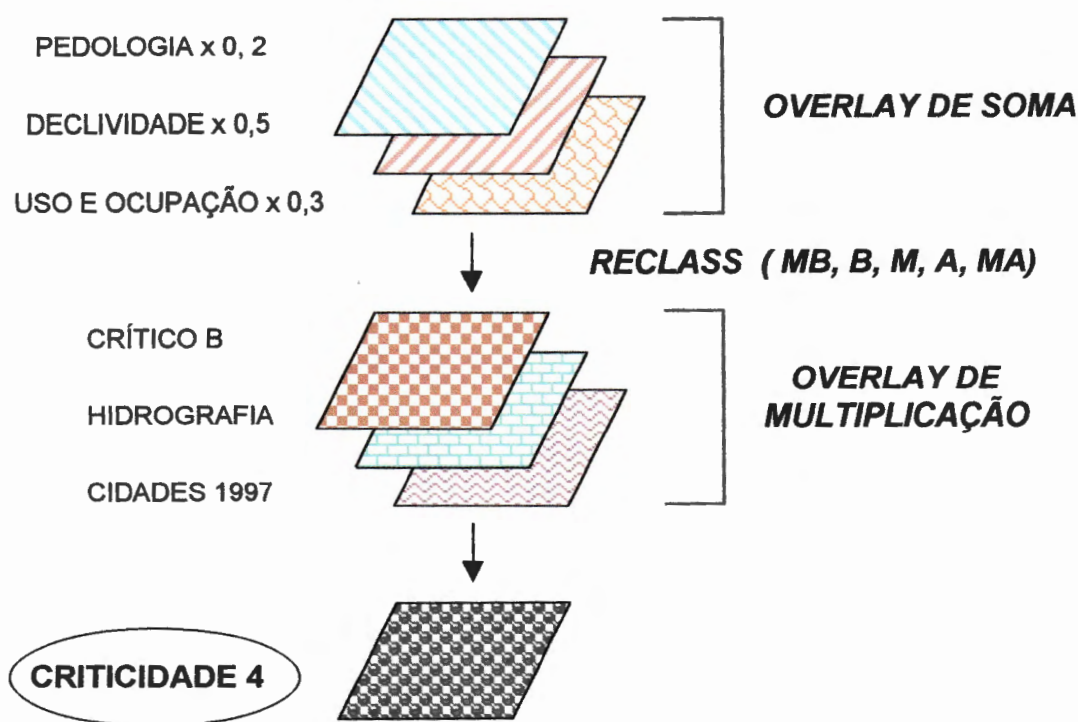 PEDOLOGIA x 0, 2
DECLIVIDADE x 0,5
USO E OCUPAÇÃO x 0,3
OVERLAY DE SOMA
RECLASS ( MB, B, M, A, MA)
CRÍTICO B
HIDROGRAFIA
CIDADES 1997
OVERLAY DE
MULTIPLICAÇÃO
CRITICIDADE 4